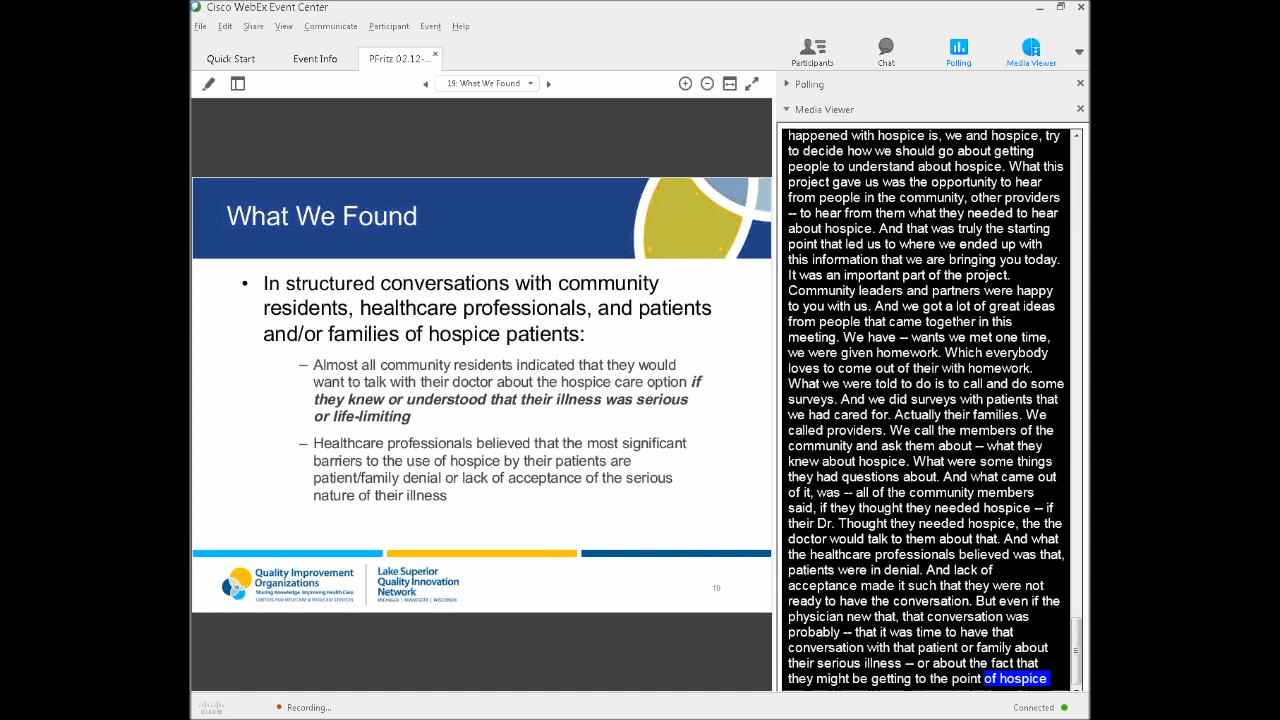 Cisco WebEx Event Center
File Edit Share View Communicate Participant Event Help
Quick Start Event Info PFritz 02.12-...
Participants Chat Polling Media Viewer
19: What We Found
Polling
Media Viewer
What We Found
• In structured conversations with community
residents, healthcare professionals, and patients
and/or families of hospice patients:
– Almost all community residents indicated that they would
want to talk with their doctor about the hospice care option if
they knew or understood that their illness was serious
or life-limiting
– Healthcare professionals believed that the most significant
barriers to the use of hospice by their patients are
patient/family denial or lack of acceptance of the serious
nature of their illness
Quality Improvement
Organizations
Sharing Knowledge. Improving Health Care.
CENTERS FOR MEDICARE & MEDICAID SERVICES
Lake Superior
Quality Innovation
Network
MICHIGAN | MINNESOTA | WISCONSIN
19
happened with hospice is, we and hospice, try
to decide how we should go about getting
people to understand about hospice. What this
project gave us was the opportunity to hear
from people in the community, other providers
-- to hear from them what they needed to hear
about hospice. And that was truly the starting
point that led us to where we ended up with
this information that we are bringing you today.
It was an important part of the project.
Community leaders and partners were happy
to you with us. And we got a lot of great ideas
from people that came together in this
meeting. We have -- wants we met one time,
we were given homework. Which everybody
loves to come out of their with homework.
What we were told to do is to call and do some
surveys. And we did surveys with patients that
we had cared for. Actually their families. We
called providers. We call the members of the
community and ask them about -- what they
knew about hospice. What were some things
they had questions about. And what came out
of it, was -- all of the community members
said, if they thought they needed hospice -- if
their Dr. Thought they needed hospice, the the
doctor would talk to them about that. And what
the healthcare professionals believed was that,
patients were in denial. And lack of
acceptance made it such that they were not
ready to have the conversation. But even if the
physician new that, that conversation was
probably -- that it was time to have that
conversation with that patient or family about
their serious illness -- or about the fact that
they might be getting to the point of hospice
cisco
Recording...
Connected